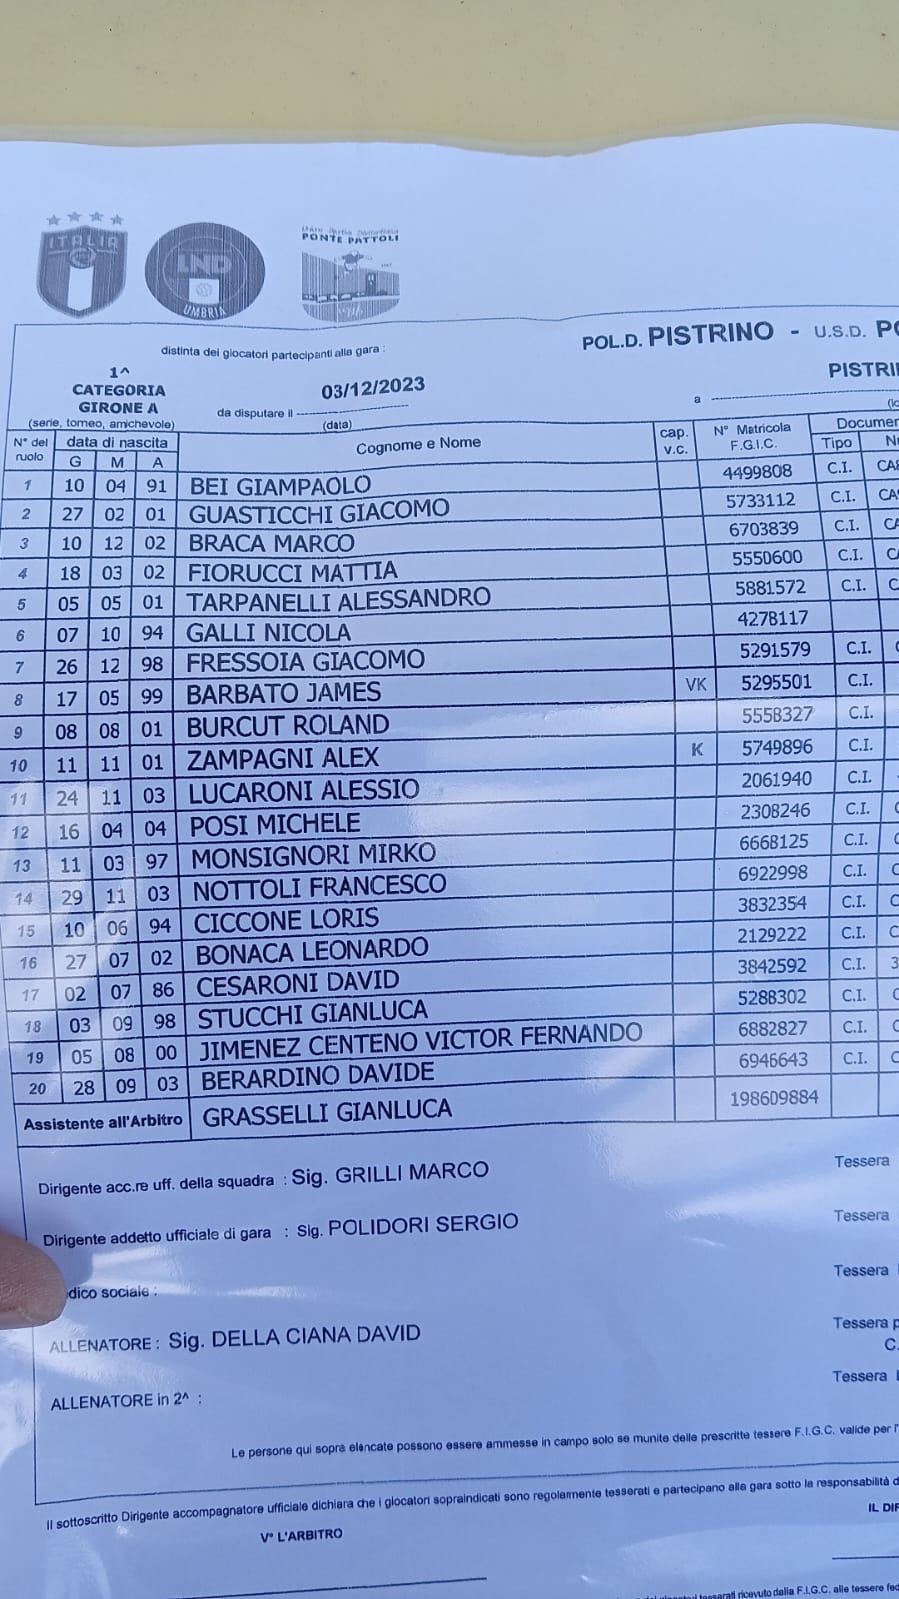 ITALIA
LND
UMBRIA
PONTE PATTOLI
distinta dei giocatori partecipanti alla gara :
POL.D. PISTRINO - U.S.D.
1^
CATEGORIA
GIRONE A
03/12/2023
da disputare il
a
(serie, torneo, amichevole)
(data)
N° del ruolo
data di nascita
Cognome e Nome
cap. v.c.
N° Matricola F.G.I.C.
G M A
Tipo
1 10 04 91 BEI GIAMPAOLO 4499808 C.I.
2 27 02 01 GUASTICCHI GIACOMO 5733112 C.I.
3 10 12 02 BRACA MARCO 6703839 C.I.
4 18 03 02 FIORUCCI MATTIA 5550600 C.I.
5 05 05 01 TARPANELLI ALESSANDRO 5881572 C.I.
6 07 10 94 GALLI NICOLA 4278117
7 26 12 98 FRESSOIA GIACOMO 5291579 C.I.
8 17 05 99 BARBATO JAMES VK 5295501 C.I.
9 08 08 01 BURCUT ROLAND 5558327 C.I.
10 11 11 01 ZAMPAGNI ALEX K 5749896 C.I.
11 24 11 03 LUCARONI ALESSIO 2061940 C.I.
12 16 04 04 POSI MICHELE 2308246 C.I.
13 11 03 97 MONSIGNORI MIRKO 6668125 C.I.
14 29 11 03 NOTTOLI FRANCESCO 6922998 C.I.
15 10 06 94 CICCONE LORIS 3832354 C.I.
16 27 07 02 BONACA LEONARDO 2129222 C.I.
17 02 07 86 CESARONI DAVID 3842592 C.I. 3
18 03 09 98 STUCCHI GIANLUCA 5288302 C.I.
19 05 08 00 JIMENEZ CENTENO VICTOR FERNANDO 6882827 C.I.
20 28 09 03 BERARDINO DAVIDE 6946643 C.I.
Assistente all'Arbitro GRASSELLI GIANLUCA 198609884
Dirigente acc.re uff. della squadra : Sig. GRILLI MARCO Tessera
Dirigente addetto ufficiale di gara : Sig. POLIDORI SERGIO Tessera
dico sociale : Tessera
ALLENATORE : Sig. DELLA CIANA DAVID Tessera
C.
ALLENATORE in 2^ : Tessera
Le persone qui sopra elencate possono essere ammesse in campo solo se munite delle prescritte tessere F.I.G.C. valide per l'
Il sottoscritto Dirigente accompagnatore ufficiale dichiara che i giocatori sopraindicati sono regolarmente tesserati e partecipano alla gara sotto la responsabilità
V° L'ARBITRO
IL
tesserati ricevuto dalla F.I.G.C. alle tessere